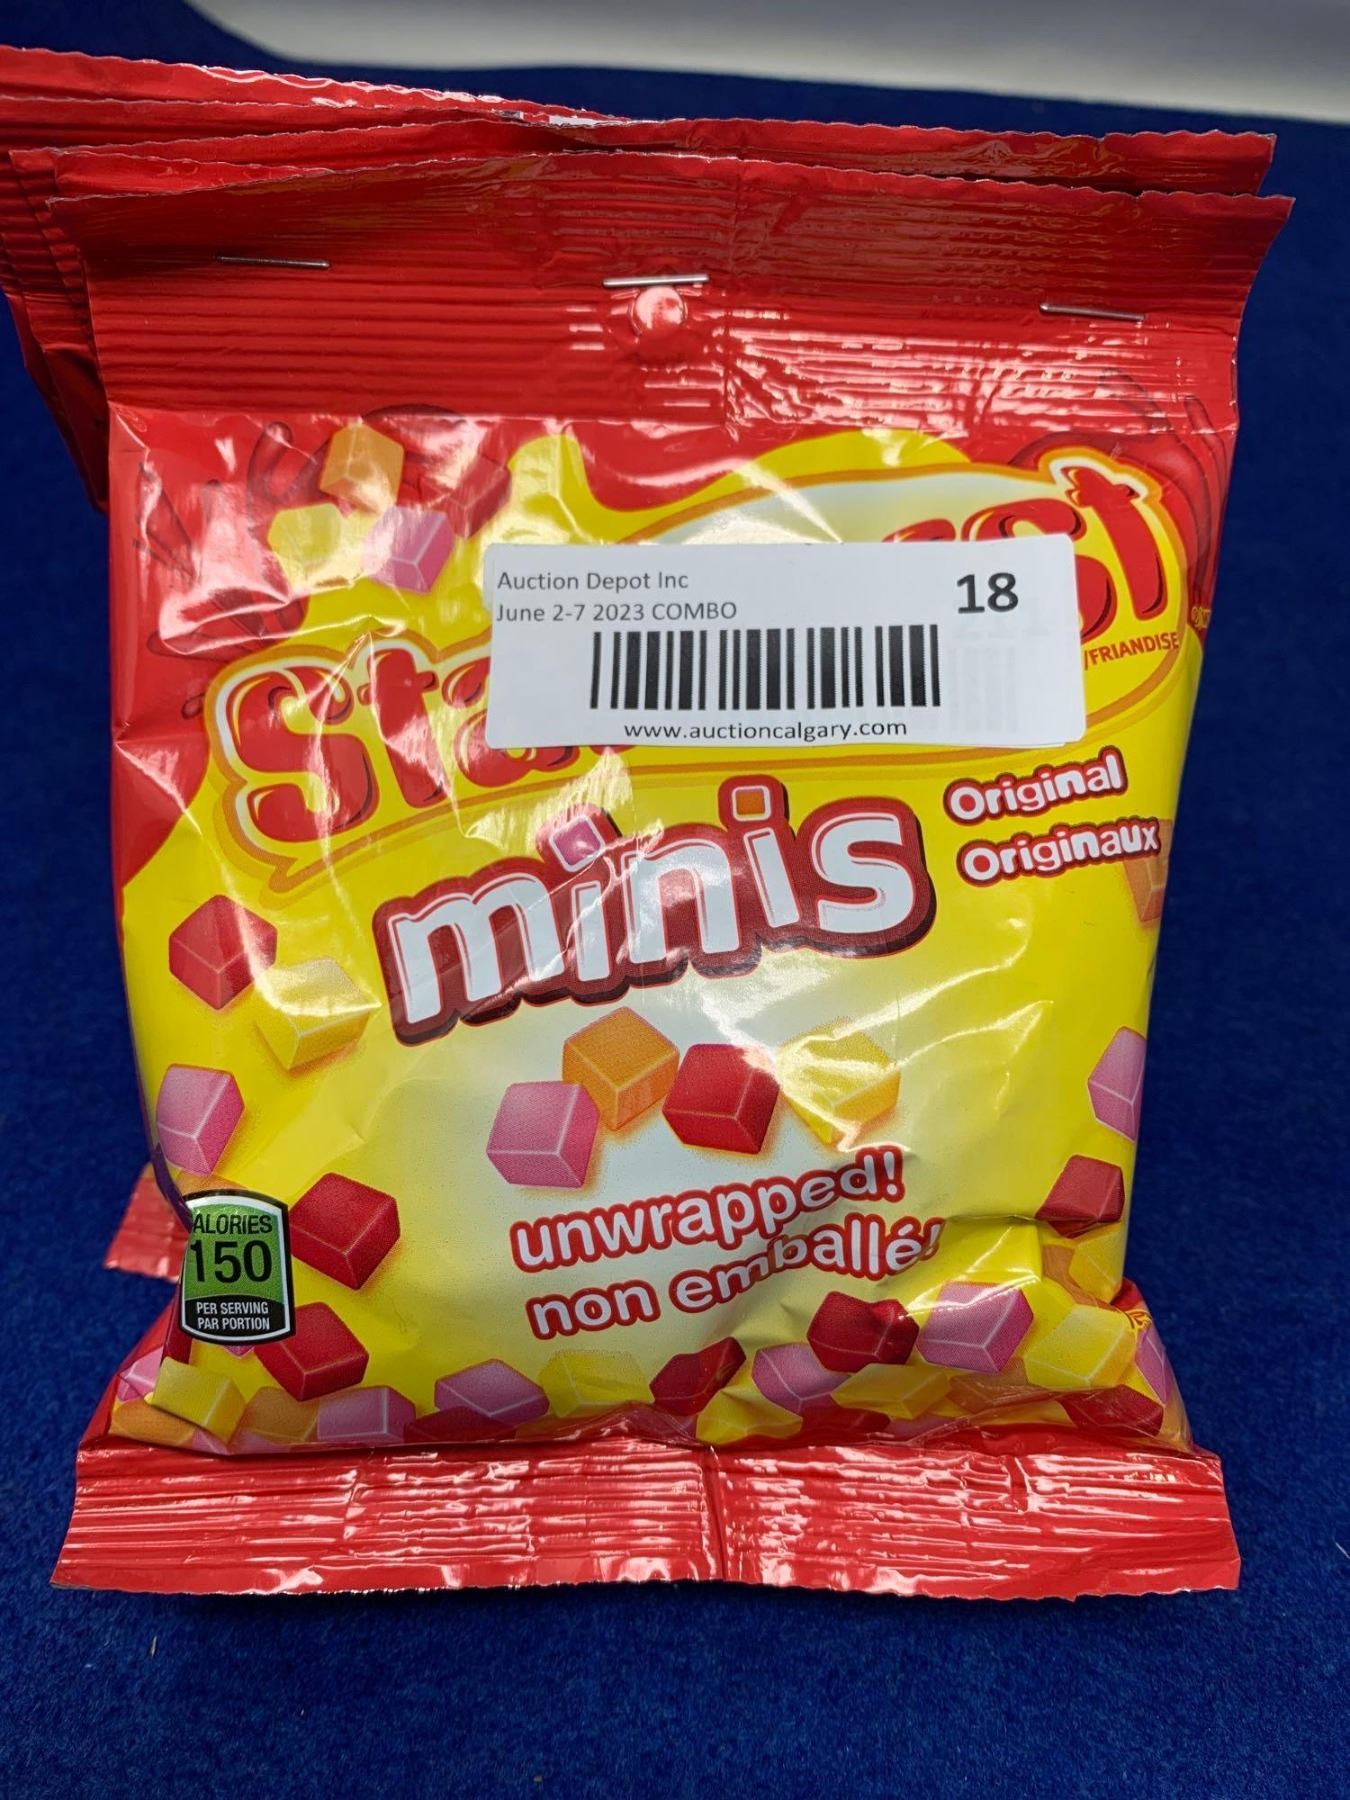 Auction Depot Inc
18
June 2-7 2023 COMBO
www.auctioncalgary.com
/FRIANDISE
minis
Original
Originaux
unwrapped!
non emballé!
ALORIES
150
PER SERVING
PAR PORTION